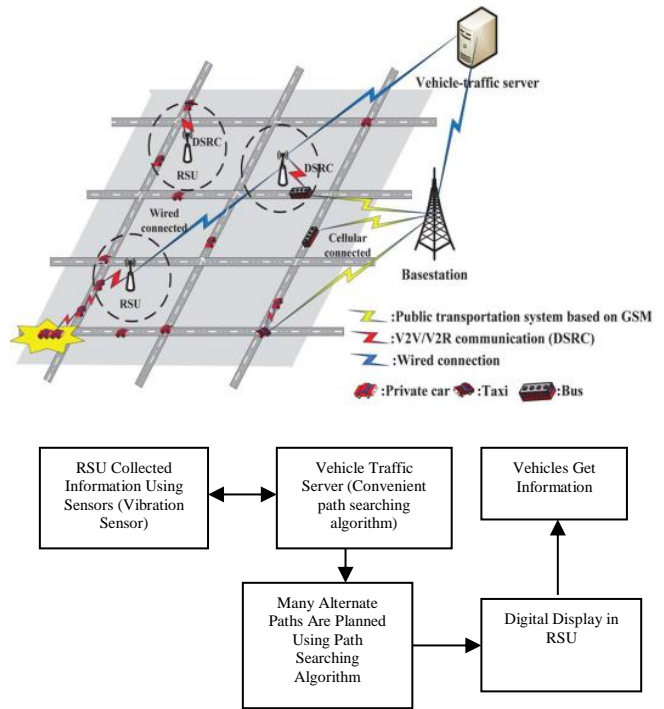 Vehicle-traffic server
DSRC
RSU
DSRC
Wired
connected
Cellular
connected
RSU
Basestation
:Public transportation system based on GSM
:V2V/V2R communication (DSRC)
:Wired connection
:Private car :Taxi :Bus
RSU Collected
Information Using
Sensors (Vibration
Sensor)
Vehicle Traffic
Server (Convenient
path searching
algorithm)
Vehicles Get
Information
Many Alternate
Paths Are Planned
Using Path
Searching
Algorithm
Digital Display in
RSU